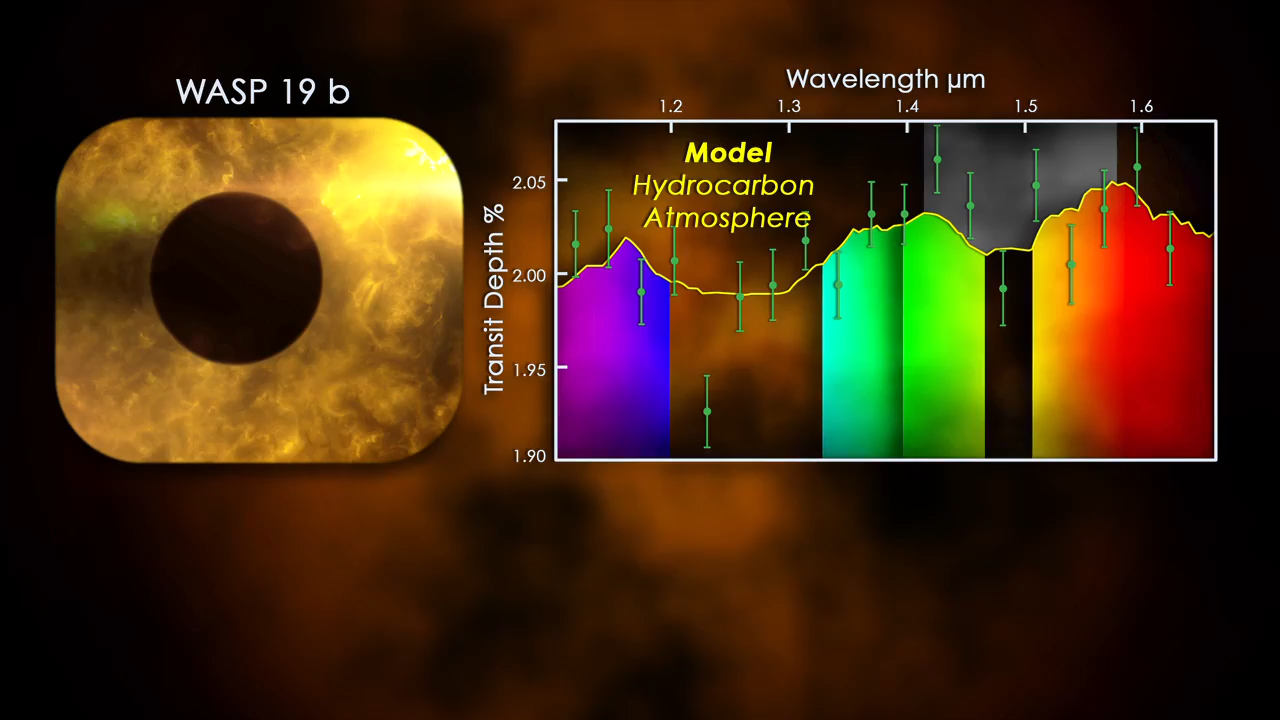 WASP 19 b
Wavelength µm
1.2 1.3 1.4 1.5 1.6
Model
Hydrocarbon
Atmosphere
Transit Depth %
2.05
2.00
1.95
1.90